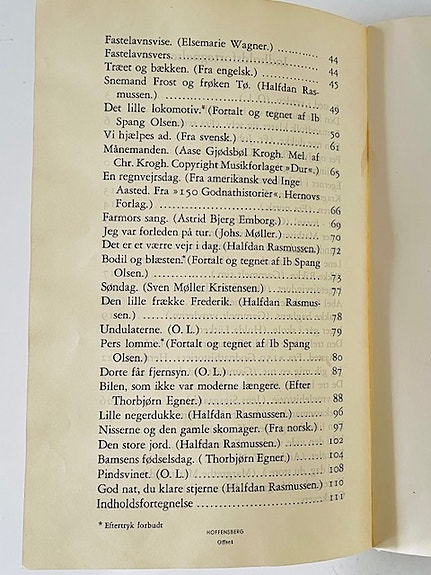 Fastelavnsvise. (Elsemarie Wagner.) ........... 44
Fastelavnsvers. .................................... 44
Træet og bækken. (Fra engelsk.) ................ 45
Snemand Frost og frøken Tø. (Halfdan Ras-
mussen.) ....................................... 49
Det lille lokomotiv.* (Fortalt og tegnet af Ib
Spang Olsen.) .................................. 50
Vi hjælpes ad. (Fra svensk.) .................... 61
Månemanden. (Aase Gjødsbøl Krogh. Mel. af
Chr. Krogh. Copyright Musikforlaget »Dur«.) 65
En regnvejrsdag. (Fra amerikansk ved Inge
Aasted. Fra »150 Godnathistorier«. Hernovs
Forlag.) ........................................ 66
Farmors sang. (Astrid Bjerg Emborg.) .......... 69
Jeg var forleden på tur. (Johs. Møller.) ........ 70
Det er et værre vejr i dag. (Halfdan Rasmussen.) 72
Bodil og blæsten.* (Fortalt og tegnet af Ib Spang
Olsen.) ......................................... 73
Søndag. (Sven Møller Kristensen.) .............. 77
Den lille frække Frederik. (Halfdan Rasmus-
sen.) ........................................... 78
Undulaterne. (O. L.) ............................. 79
Pers lomme.* (Fortalt og tegnet af Ib Spang
Olsen.) ......................................... 80
Dorte får fjernsyn. (O. L.) ...................... 87
Bilen, som ikke var moderne længere. (Efter
Thorbjørn Egner.) .............................. 88
Lille negerdukke. (Halfdan Rasmussen.) ........ 96
Nisserne og den gamle skomager. (Fra norsk.) . 97
Den store jord. (Halfdan Rasmussen.) .......... 102
Bamsens fødselsdag. ( Thorbjørn Egner.) ...... 104
Pindsvinet. (O. L.) ............................... 108
God nat, du klare stjerne (Halfdan Rasmussen.) 110
Indholdsfortegnelse ............................... 111
* Eftertryk forbudt
HOFFENSBERG
Offset